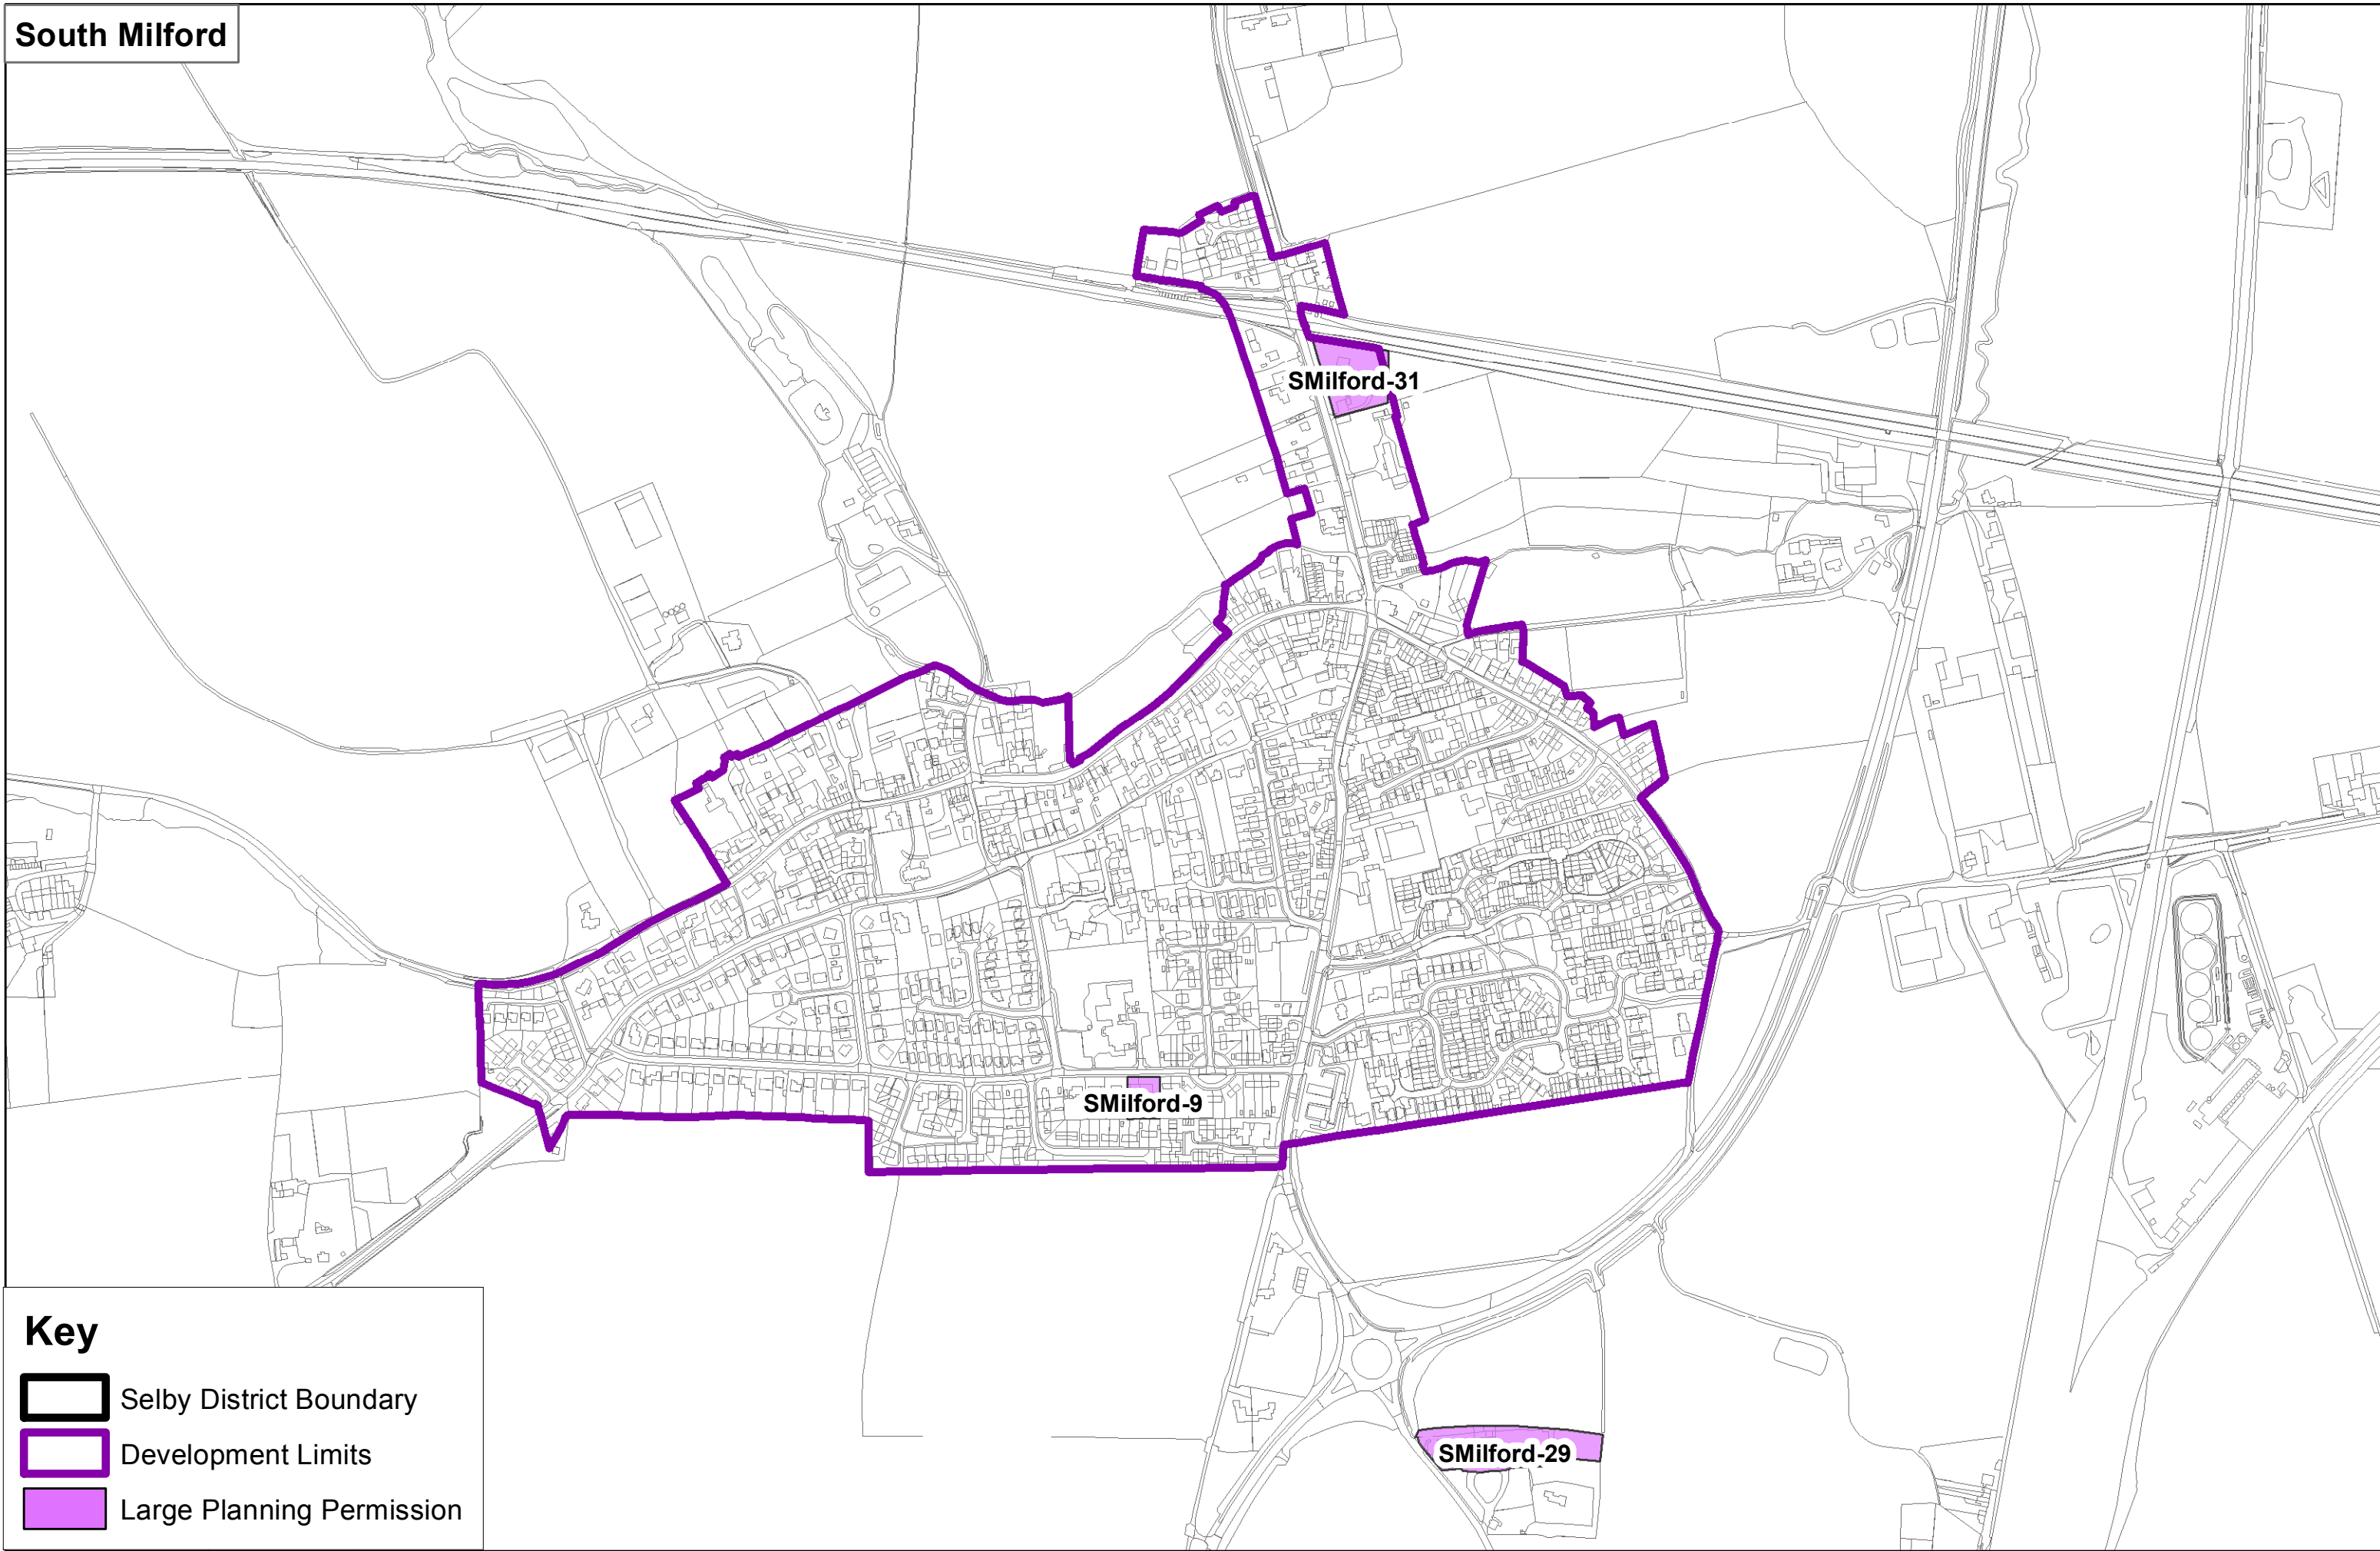 South Milford
SMilford-31
SMilford-9
SMilford-29
Key
Selby District Boundary
Development Limits
Large Planning Permission